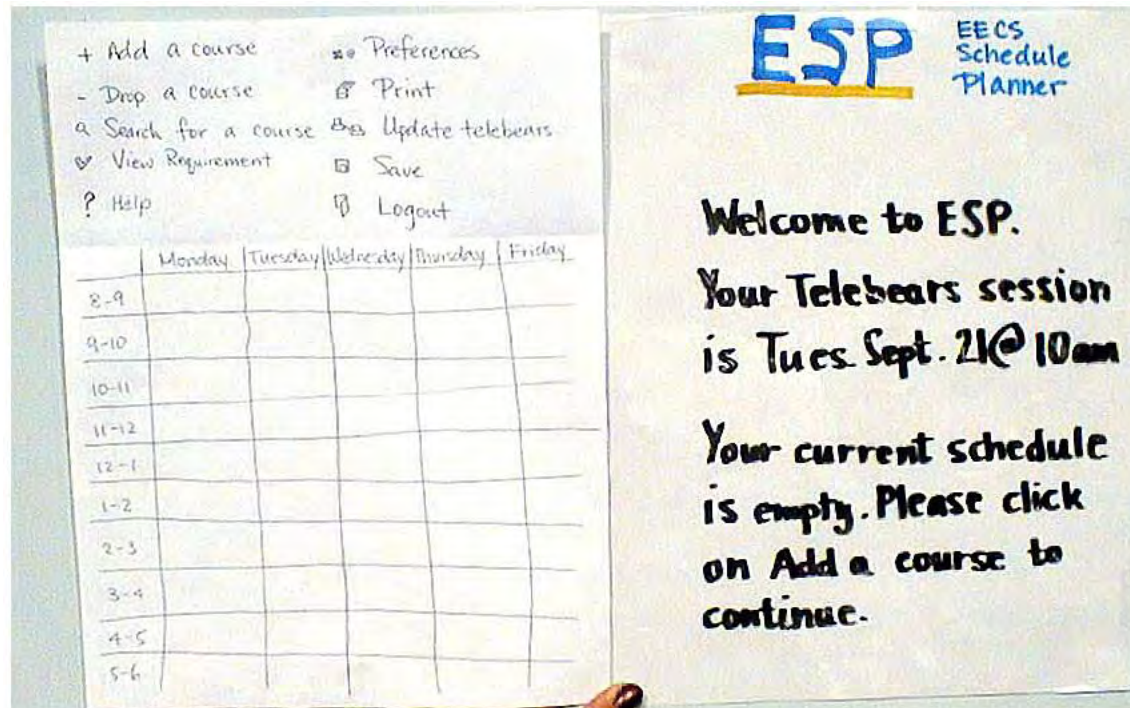 + Add a course
- Drop a course
Search for a course
View Requirement
? Help
Preferences
Print
Update telebears
Save
Logout
Monday Tuesday Wednesday Thursday Friday
8-9
9-10
10-11
11-12
12-1
1-2
2-3
3-4
4-5
5-6
ESP
EECS
Schedule
Planner
Welcome to ESP.
Your Telebears session
is Tues. Sept. 21@10am
Your current schedule
is empty. Please click
on Add a course to
continue.